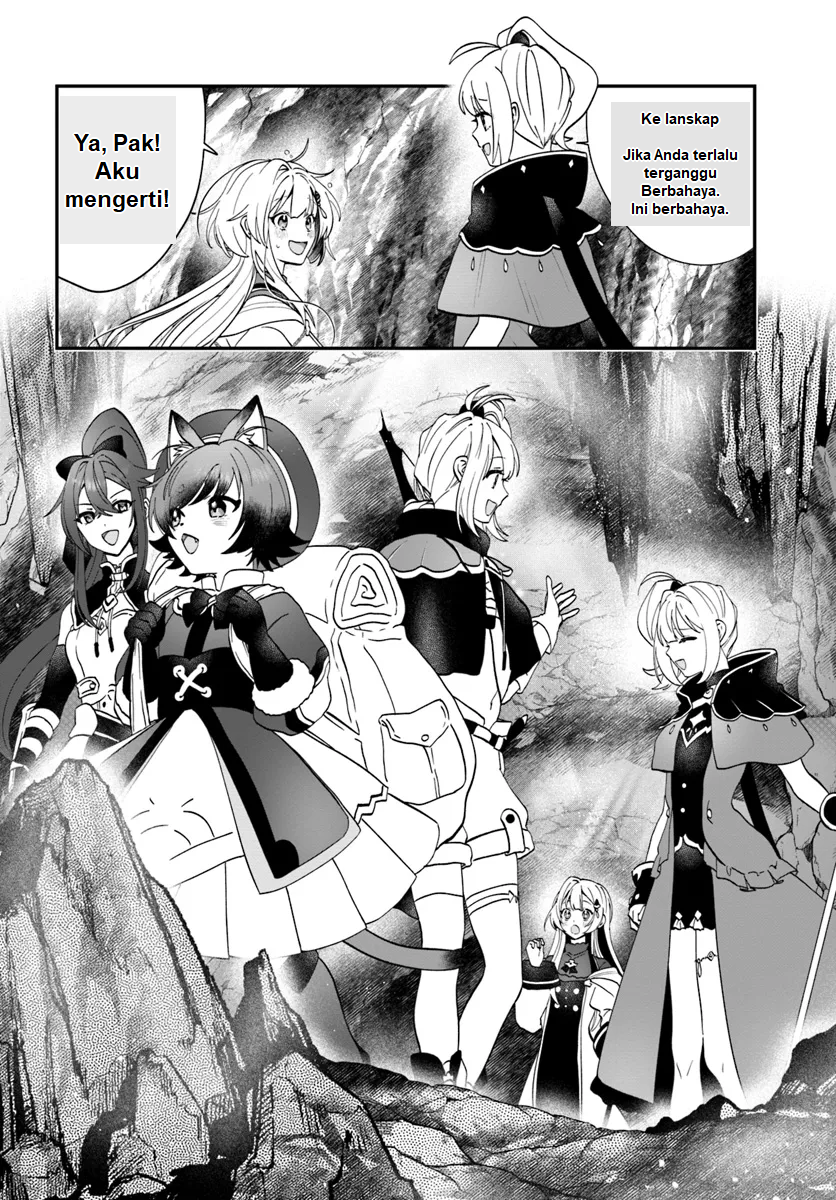 Ke lanskap
Jika Anda terlalu
terganggu
Berbahaya.
Ini berbahaya.
Ya, Pak!
Aku
mengerti!